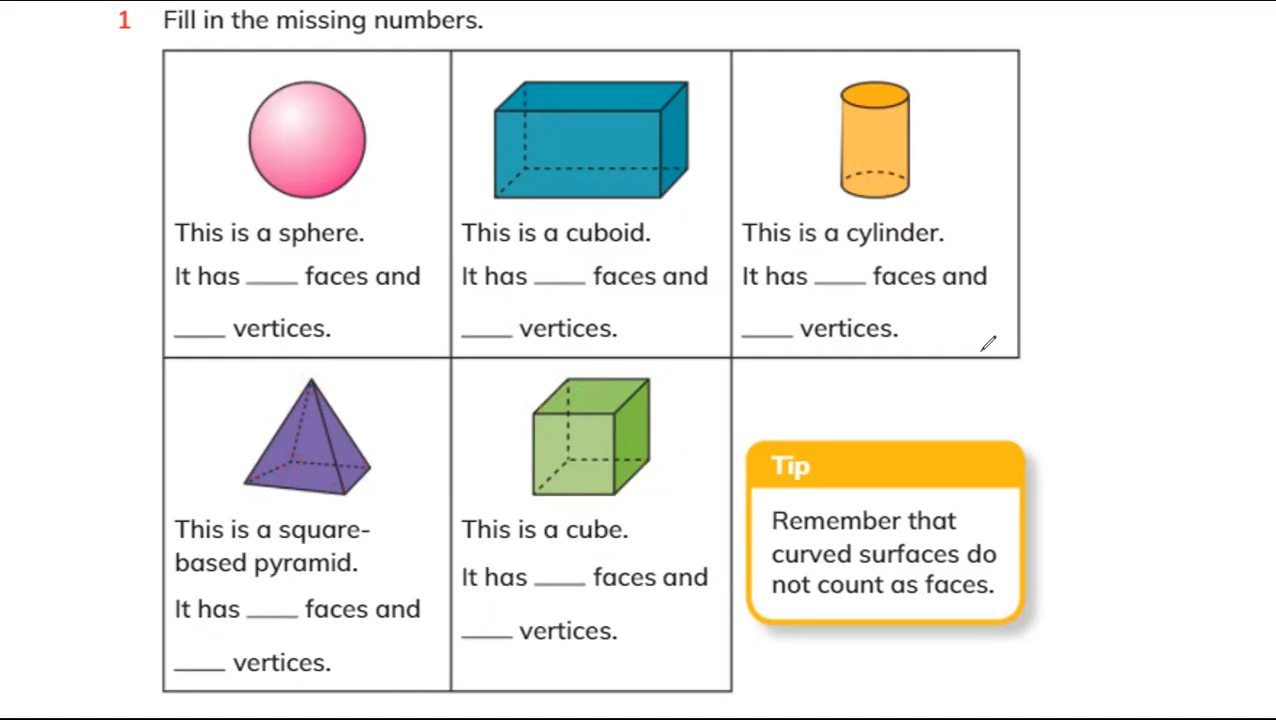 1 Fill in the missing numbers.
This is a sphere.
It has ____ faces and
____ vertices.
This is a cuboid.
It has ____ faces and
____ vertices.
This is a cylinder.
It has ____ faces and
____ vertices.
This is a square-
based pyramid.
It has ____ faces and
____ vertices.
This is a cube.
It has ____ faces and
____ vertices.
Tip
Remember that
curved surfaces do
not count as faces.